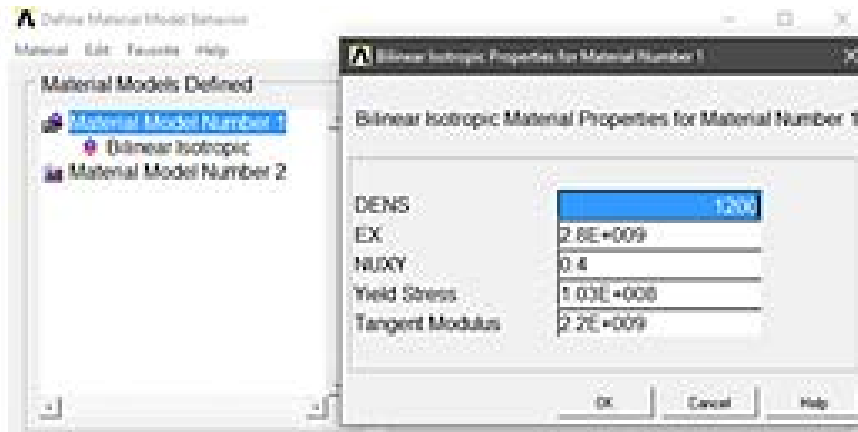 Define Material Model Behavior
Material Edit Favorite Help
Material Models Defined
Material Model Number 1
Bilinear Isotropic
Material Model Number 2
Bilinear Isotropic Properties for Material Number 1
Bilinear Isotropic Material Properties for Material Number 1
DENS 1200
EX 2.8E+009
NUXY 0.4
Yield Stress 1.03E+008
Tangent Modulus 2.2E+009
OK Cancel Help